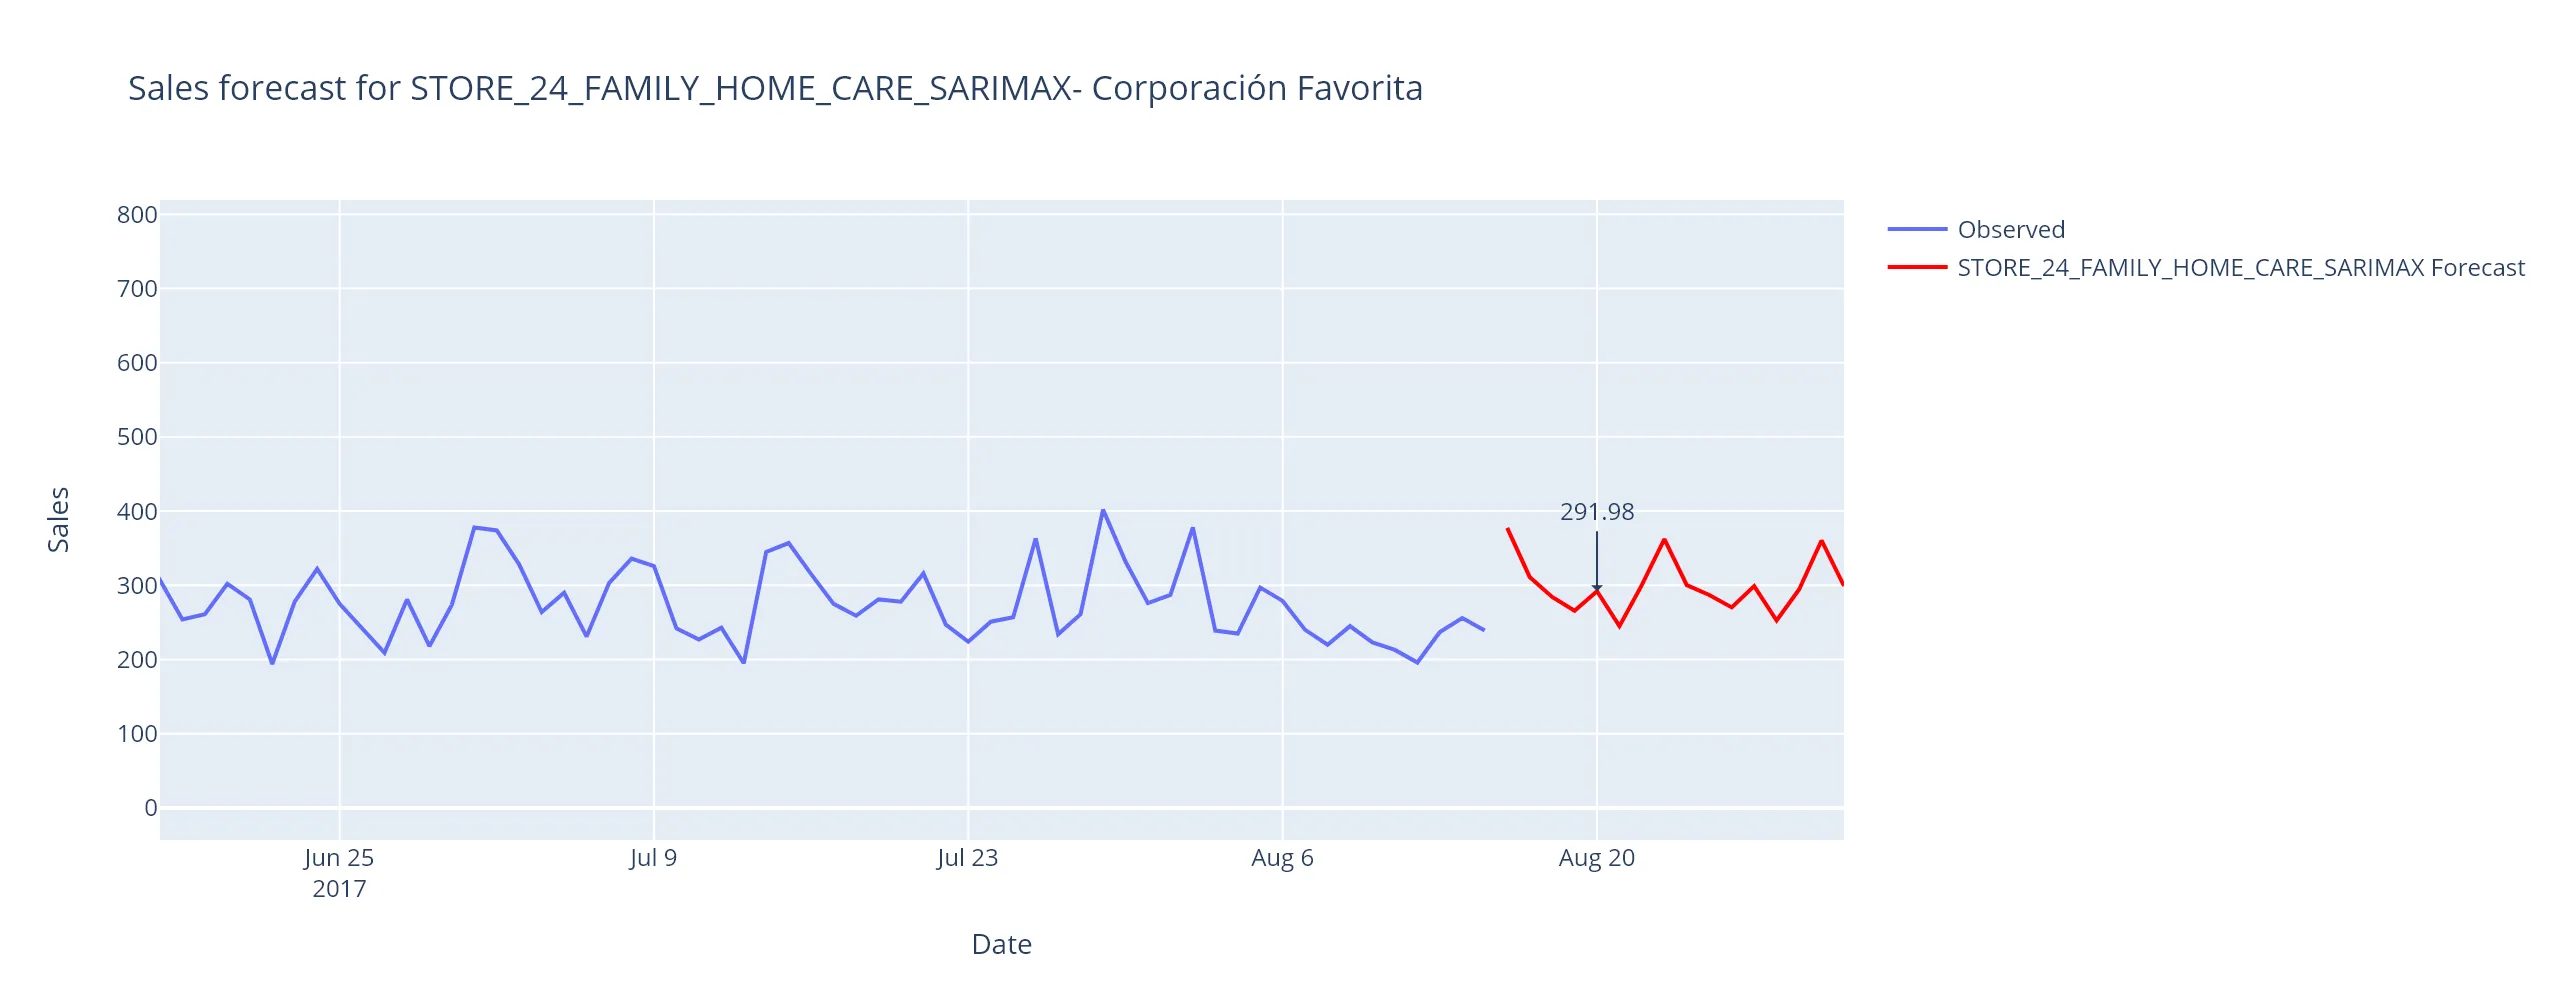 Sales forecast for STORE_24_FAMILY_HOME_CARE_SARIMAX- Corporación Favorita
Observed
STORE_24_FAMILY_HOME_CARE_SARIMAX Forecast
800
700
600
500
400
300
200
100
0
Sales
291.98
Jun 25
2017
Jul 9
Jul 23
Aug 6
Aug 20
Date